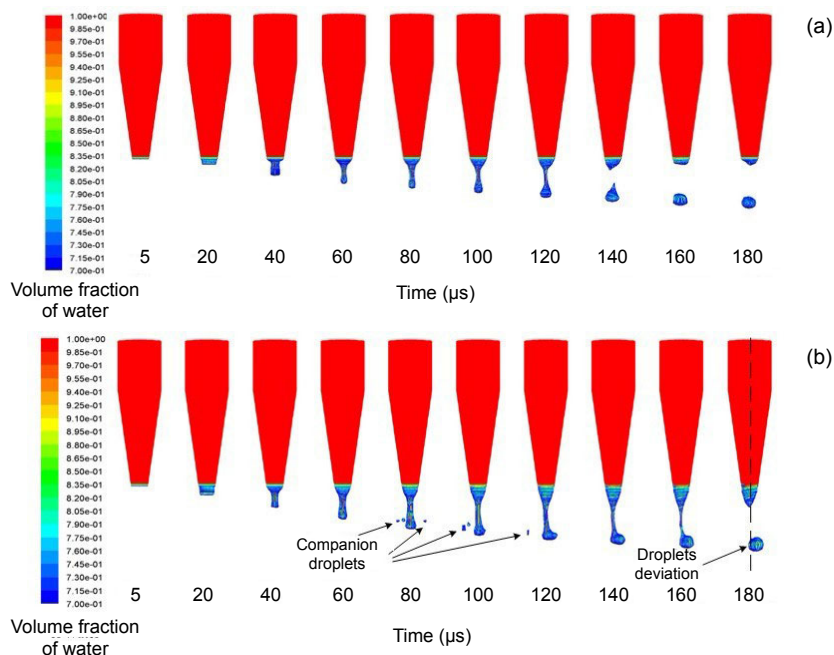 (a)
1.00e+00
9.85e-01
9.70e-01
9.55e-01
9.40e-01
9.25e-01
9.10e-01
8.95e-01
8.80e-01
8.65e-01
8.50e-01
8.35e-01
8.20e-01
8.05e-01
7.90e-01
7.75e-01
7.60e-01
7.45e-01
7.30e-01
7.15e-01
7.00e-01
5 20 40 60 80 100 120 140 160 180
Volume fraction
of water
Time (µs)
(b)
1.00e+00
9.85e-01
9.70e-01
9.55e-01
9.40e-01
9.25e-01
9.10e-01
8.95e-01
8.80e-01
8.65e-01
8.50e-01
8.35e-01
8.20e-01
8.05e-01
7.90e-01
7.75e-01
7.60e-01
7.45e-01
7.30e-01
7.15e-01
7.00e-01
Companion
droplets
Droplets
deviation
5 20 40 60 80 100 120 140 160 180
Volume fraction
of water
Time (µs)